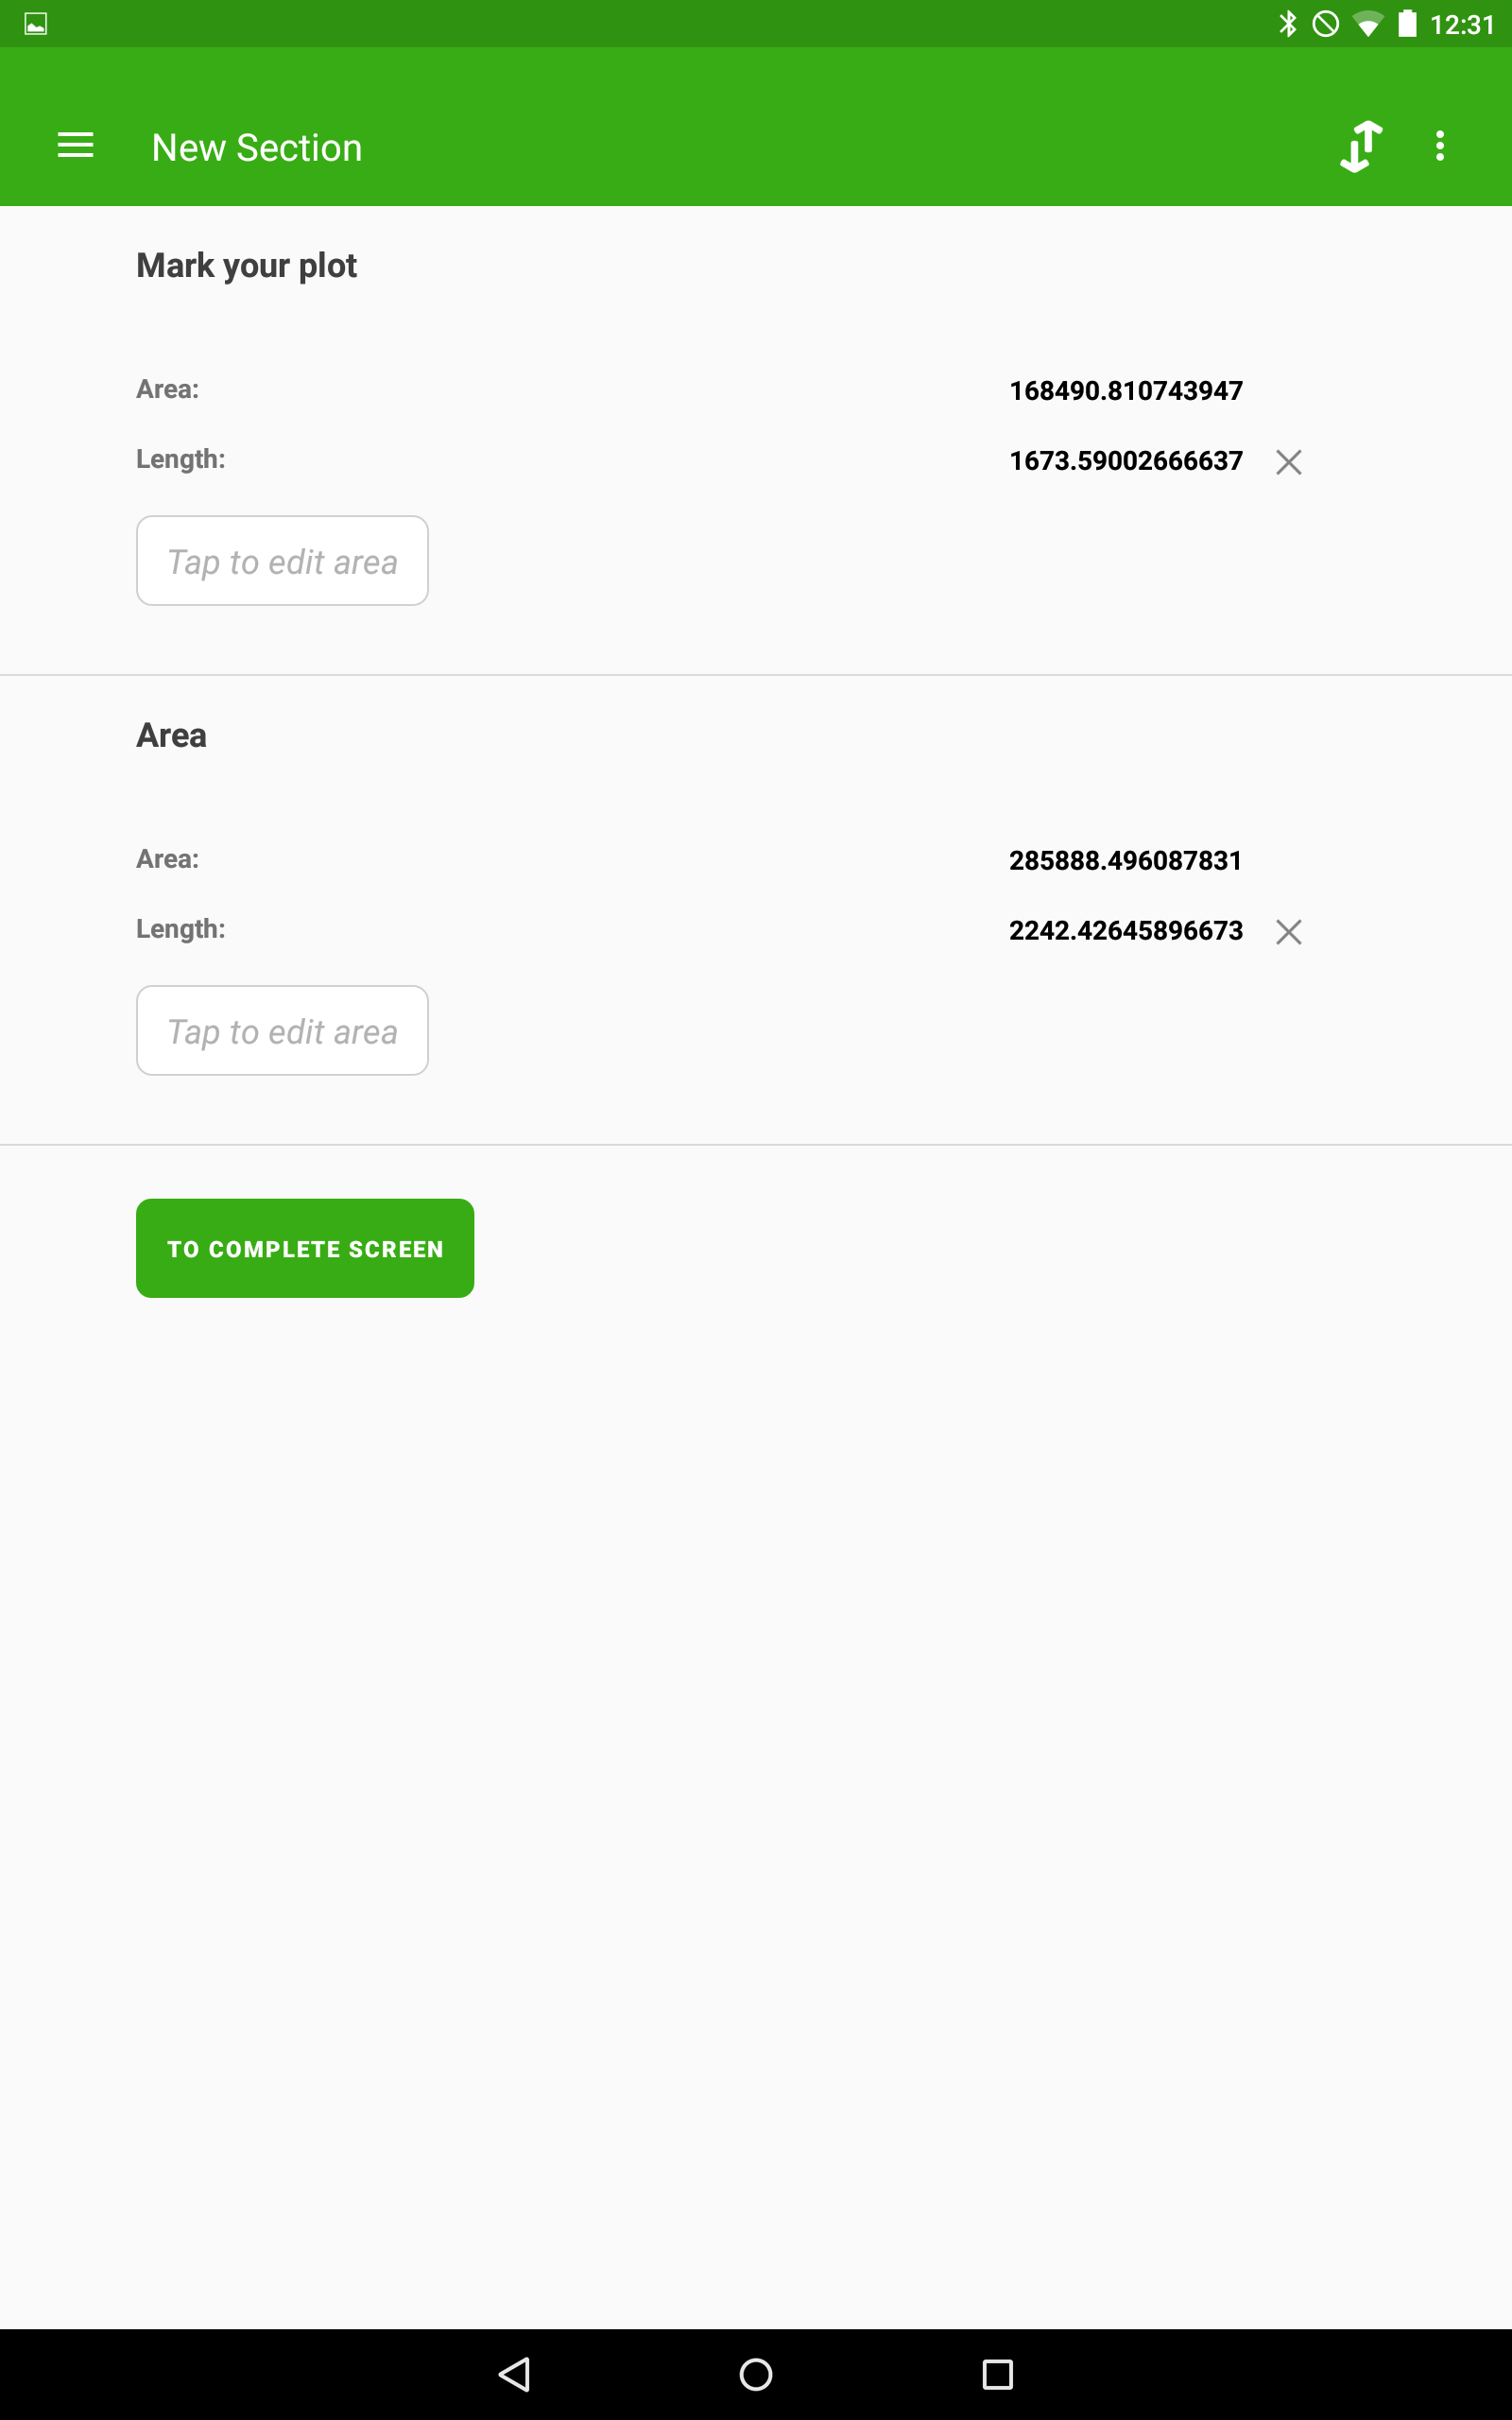 12:31
New Section
Mark your plot
Area: 168490.810743947
Length: 1673.59002666637
Tap to edit area
Area
Area: 285888.496087831
Length: 2242.42645896673
Tap to edit area
TO COMPLETE SCREEN